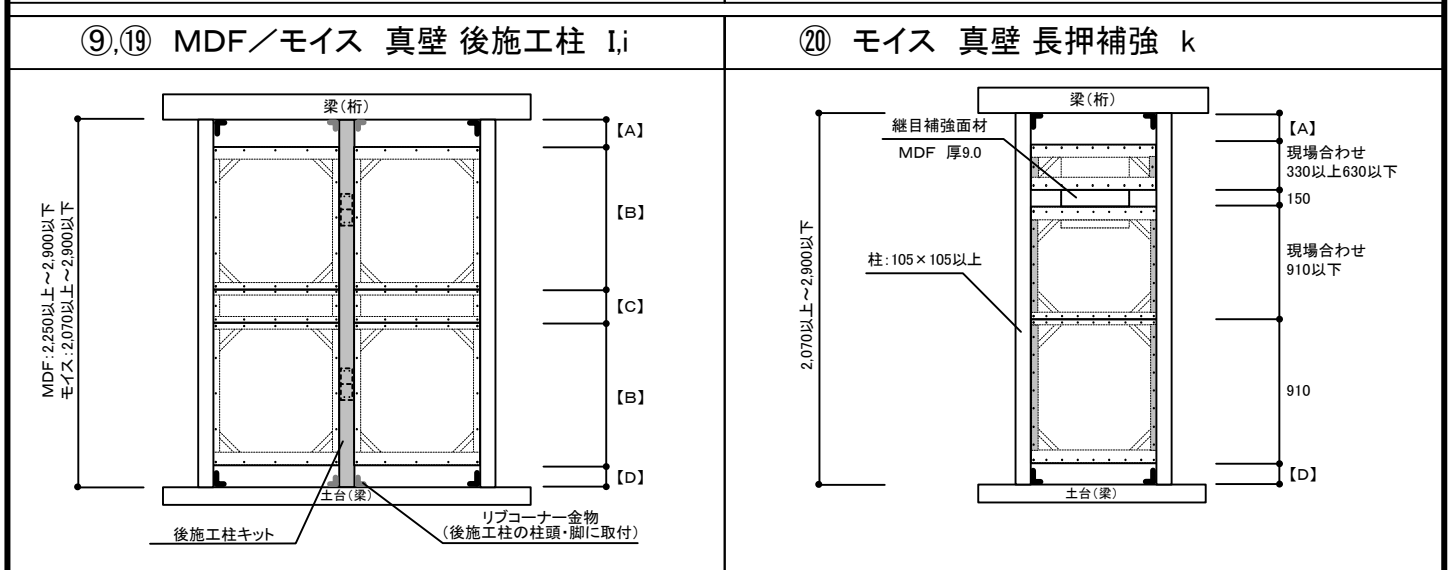 ⑨,⑲ MDF／モイス 真壁 後施工柱 I,i
梁（桁）
MDF：2,250以上～2,900以下
モイス：2,070以上～2,900以下
【A】
【B】
【C】
【B】
【D】
土台（梁）
後施工柱キット
リブコーナー金物
（後施工柱の柱頭・脚に取付）
⑳ モイス 真壁 長押補強 k
梁（桁）
継目補強面材
MDF 厚9.0
柱：105×105以上
2,070以上～2,900以下
【A】
現場合わせ
330以上630以下
150
現場合わせ
910以下
910
【D】
土台（梁）